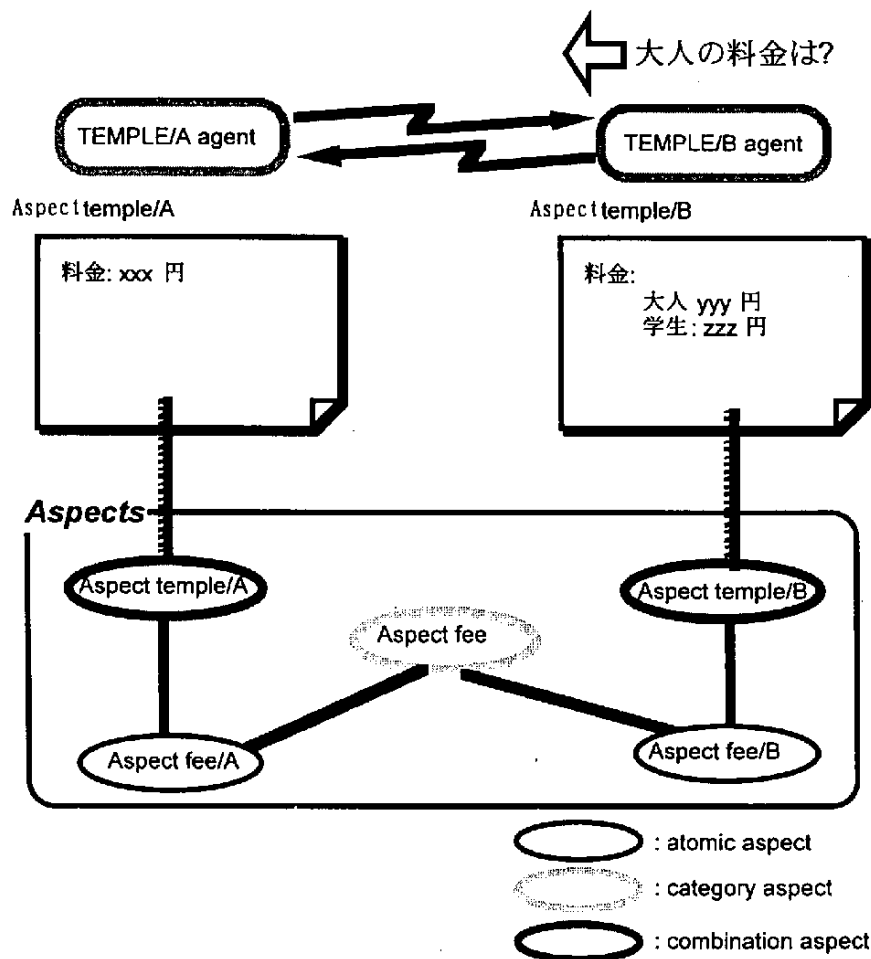 大人の料金は?
TEMPLE/A agent
TEMPLE/B agent
Aspect temple/A
Aspect temple/B
料金: xxx 円
料金:
大人 yyy 円
学生: zzz 円
Aspects
Aspect temple/A
Aspect temple/B
Aspect fee
Aspect fee/A
Aspect fee/B
: atomic aspect
: category aspect
: combination aspect